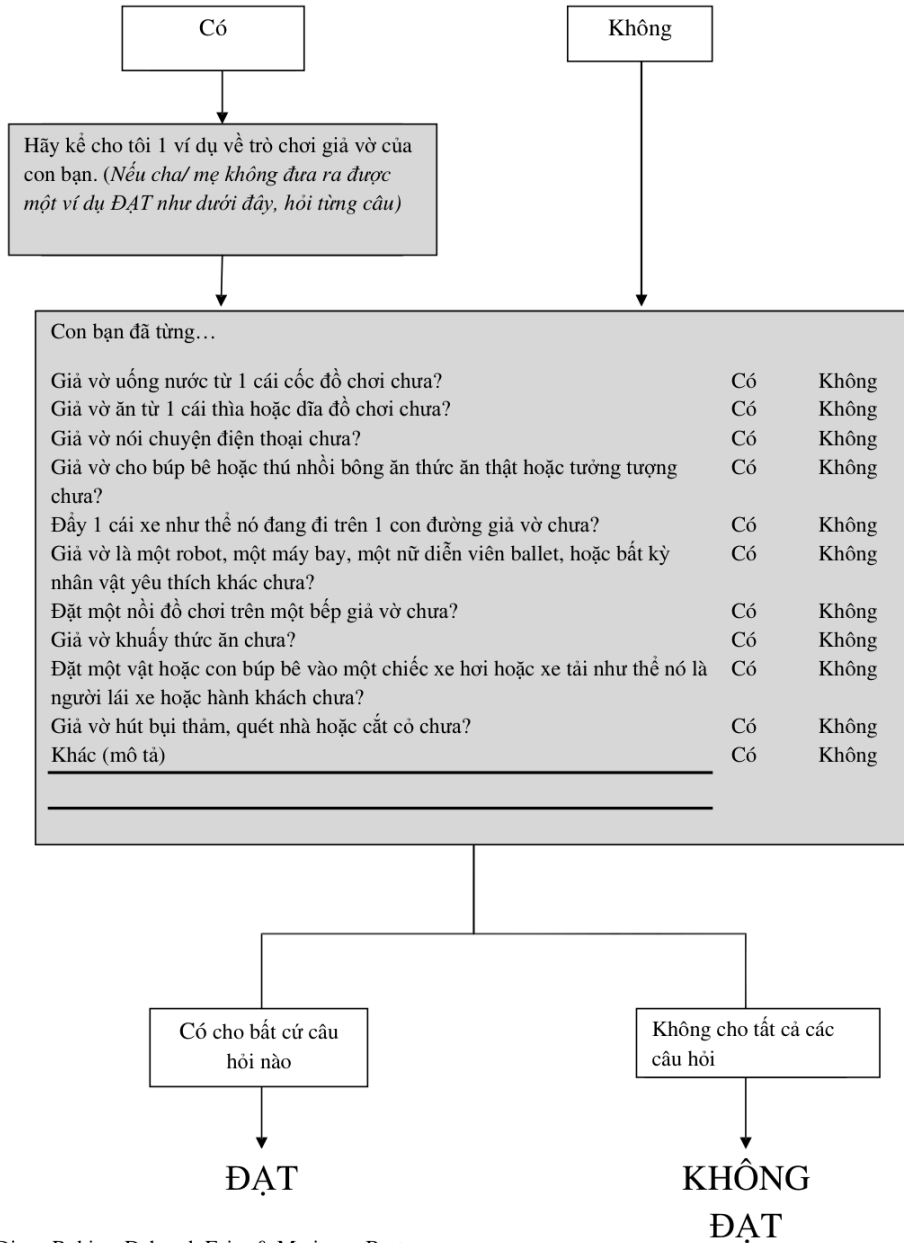 Có
Không
Hãy kể cho tôi 1 ví dụ về trò chơi giả vờ của
con bạn. (Nếu cha/ mẹ không đưa ra được
một ví dụ ĐẠT như dưới đây, hỏi từng câu)
Con bạn đã từng…
Giả vờ uống nước từ 1 cái cốc đồ chơi chưa? Có Không
Giả vờ ăn từ 1 cái thìa hoặc dĩa đồ chơi chưa? Có Không
Giả vờ nói chuyện điện thoại chưa? Có Không
Giả vờ cho búp bê hoặc thú nhồi bông ăn thức ăn thật hoặc tưởng tượng Có Không
chưa?
Đẩy 1 cái xe như thể nó đang đi trên 1 con đường giả vờ chưa? Có Không
Giả vờ là một robot, một máy bay, một nữ diễn viên ballet, hoặc bất kỳ Có Không
nhân vật yêu thích khác chưa?
Đặt một nồi đồ chơi trên một bếp giả vờ chưa? Có Không
Giả vờ khuấy thức ăn chưa? Có Không
Đặt một vật hoặc con búp bê vào một chiếc xe hơi hoặc xe tải như thể nó là Có Không
người lái xe hoặc hành khách chưa?
Giả vờ hút bụi thảm, quét nhà hoặc cắt cỏ chưa? Có Không
Khác (mô tả) Có Không
Có cho bất cứ câu
hỏi nào
Không cho tất cả các
câu hỏi
ĐẠT
KHÔNG
ĐẠT